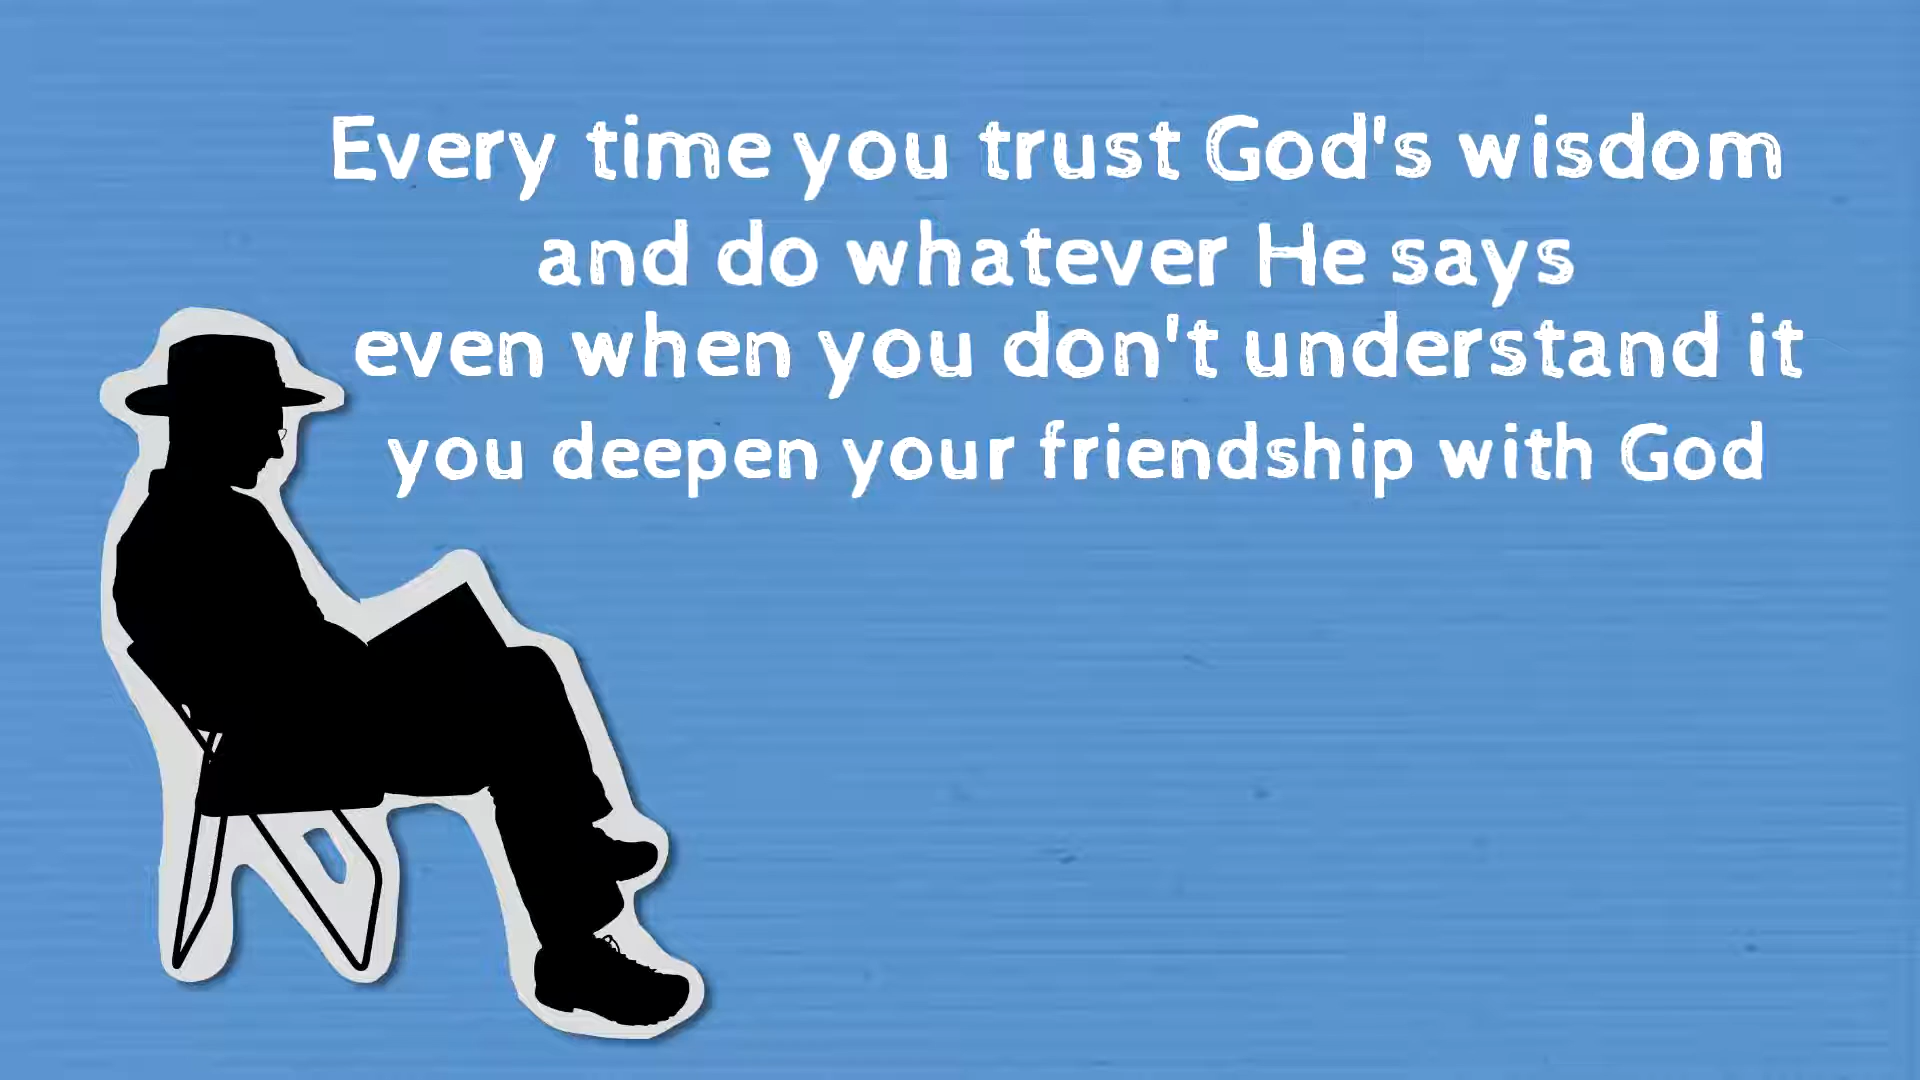 Every time you trust God's wisdom
and do whatever He says
even when you don't understand it
you deepen your friendship with God